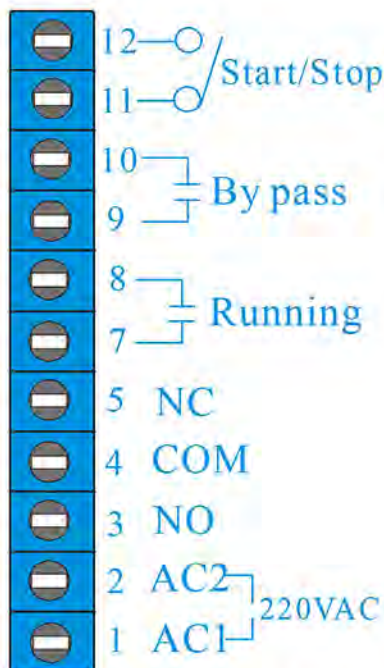 12
Start/Stop
11
10
By pass
9
8
Running
7
5 NC
4 COM
3 NO
2 AC2
220VAC
1 AC1